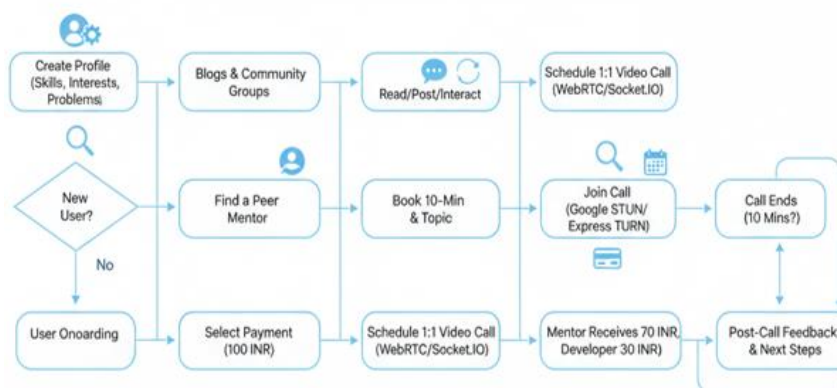 Create Profile
(Skills, Interests,
Problems)
Blogs & Community
Groups
Read/Post/Interact
Schedule 1:1 Video Call
(WebRTC/Socket.IO)
New
User?
Find a Peer
Mentor
Book 10-Min
& Topic
Join Call
(Google STUN/
Express TURN)
Call Ends
(10 Mins?)
No
User Onoarding
Select Payment
(100 INR)
Schedule 1:1 Video Call
(WebRTC/Socket.IO)
Mentor Receives 70 INR,
Developer 30 INR)
Post-Call Feedback
& Next Steps